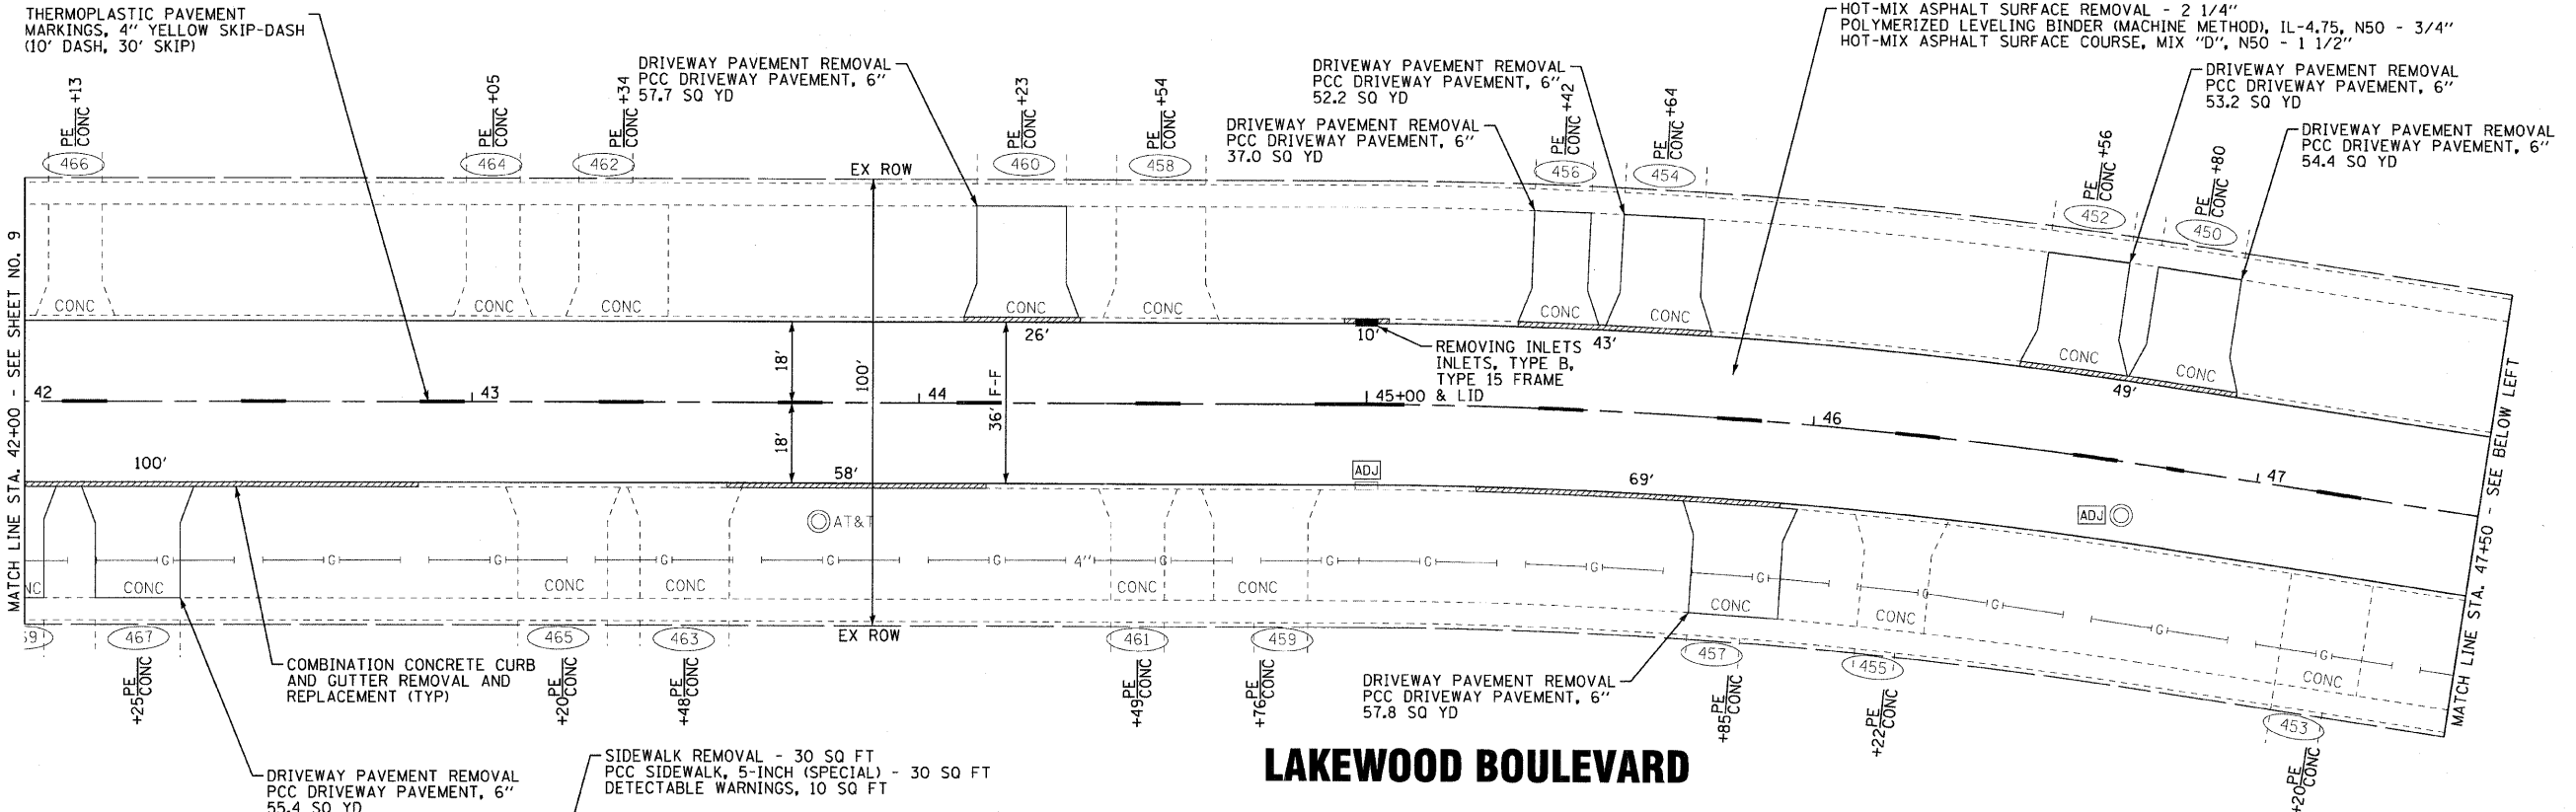 THERMOPLASTIC PAVEMENT
MARKINGS, 4" YELLOW SKIP-DASH
(10' DASH, 30' SKIP)
HOT-MIX ASPHALT SURFACE REMOVAL - 2 1/4"
POLYMERIZED LEVELING BINDER (MACHINE METHOD), IL-4.75, N50 - 3/4"
HOT-MIX ASPHALT SURFACE COURSE, MIX "D", N50 - 1 1/2"
DRIVEWAY PAVEMENT REMOVAL
PCC DRIVEWAY PAVEMENT, 6"
57.7 SQ YD
DRIVEWAY PAVEMENT REMOVAL
PCC DRIVEWAY PAVEMENT, 6"
52.2 SQ YD
DRIVEWAY PAVEMENT REMOVAL
PCC DRIVEWAY PAVEMENT, 6"
37.0 SQ YD
DRIVEWAY PAVEMENT REMOVAL
PCC DRIVEWAY PAVEMENT, 6"
53.2 SQ YD
DRIVEWAY PAVEMENT REMOVAL
PCC DRIVEWAY PAVEMENT, 6"
54.4 SQ YD
PE
CONC +13
466
PE
CONC +05
464
PE
CONC +34
462
PE
CONC +23
460
PE
CONC +54
458
PE
CONC +42
456
PE
CONC +64
454
PE
CONC +56
452
PE
CONC +80
450
EX ROW
MATCH LINE STA. 42+00 - SEE SHEET NO. 9
CONC
CONC
CONC
CONC
CONC
CONC
CONC
CONC
CONC
26'
10'
43'
49'
REMOVING INLETS
INLETS, TYPE B,
TYPE 15 FRAME
& LID
18'
18'
100'
36' F-F
42
43
44
45+00
46
47
100'
58'
69'
ADJ
ADJ
AT&T
G
G
G
G
G
G
4"
G
G
G
G
G
G
G
G
G
NC
CONC
CONC
CONC
CONC
CONC
CONC
CONC
CONC
MATCH LINE STA. 47+50 - SEE BELOW LEFT
EX ROW
59
467
465
463
461
459
457
455
453
+25 PE
CONC
+20 PE
CONC
+48 PE
CONC
+49 PE
CONC
+76 PE
CONC
+85 PE
CONC
+22 PE
CONC
+20 PE
CONC
COMBINATION CONCRETE CURB
AND GUTTER REMOVAL AND
REPLACEMENT (TYP)
DRIVEWAY PAVEMENT REMOVAL
PCC DRIVEWAY PAVEMENT, 6"
57.8 SQ YD
DRIVEWAY PAVEMENT REMOVAL
PCC DRIVEWAY PAVEMENT, 6"
55.4 SQ YD
SIDEWALK REMOVAL - 30 SQ FT
PCC SIDEWALK, 5-INCH (SPECIAL) - 30 SQ FT
DETECTABLE WARNINGS, 10 SQ FT
LAKEWOOD BOULEVARD